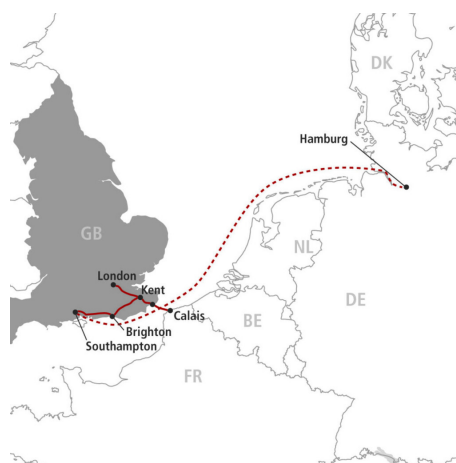 DK
Hamburg
GB
NL
London
Kent
DE
Calais
BE
Brighton
Southampton
FR